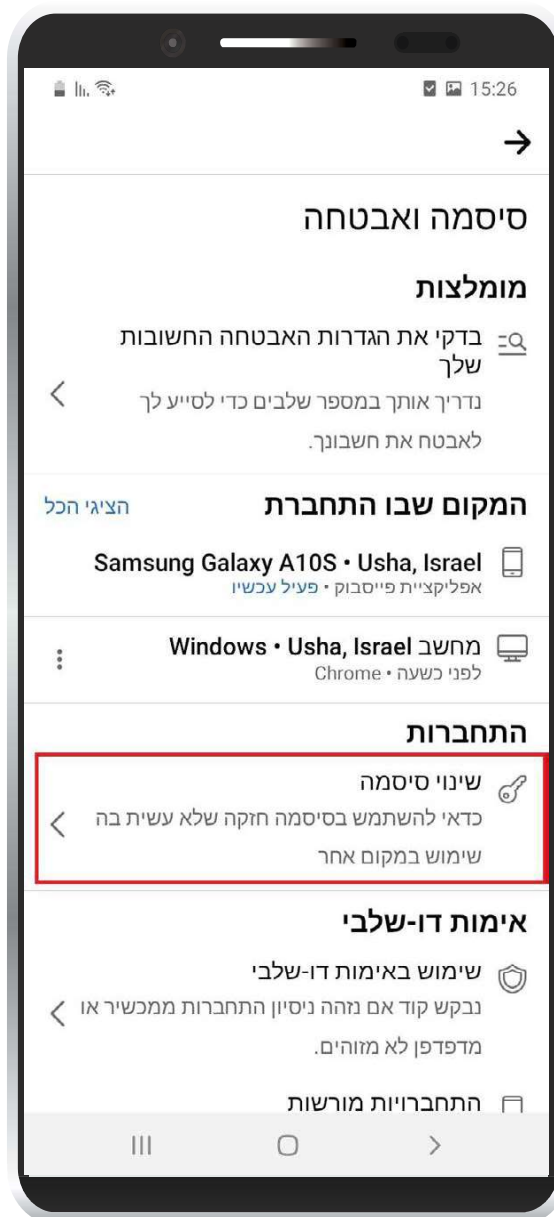 15:26
סיסמה ואבטחה
מומלצות
בדקי את הגדרות האבטחה החשובות
שלך
נדריך אותך במספר שלבים כדי לסייע לך
לאבטח את חשבונך.
המקום שבו התחברת
הציגי הכל
Samsung Galaxy A10S • Usha, Israel
אפליקציית פייסבוק • פעיל עכשיו
מחשב Windows • Usha, Israel
לפני כשעה • Chrome
התחברות
שינוי סיסמה
כדאי להשתמש בסיסמה חזקה שלא עשית בה
שימוש במקום אחר
אימות דו-שלבי
שימוש באימות דו-שלבי
נבקש קוד אם נזהה ניסיון התחברות ממכשיר או
מדפדפן לא מזוהים.
התחברויות מורשות